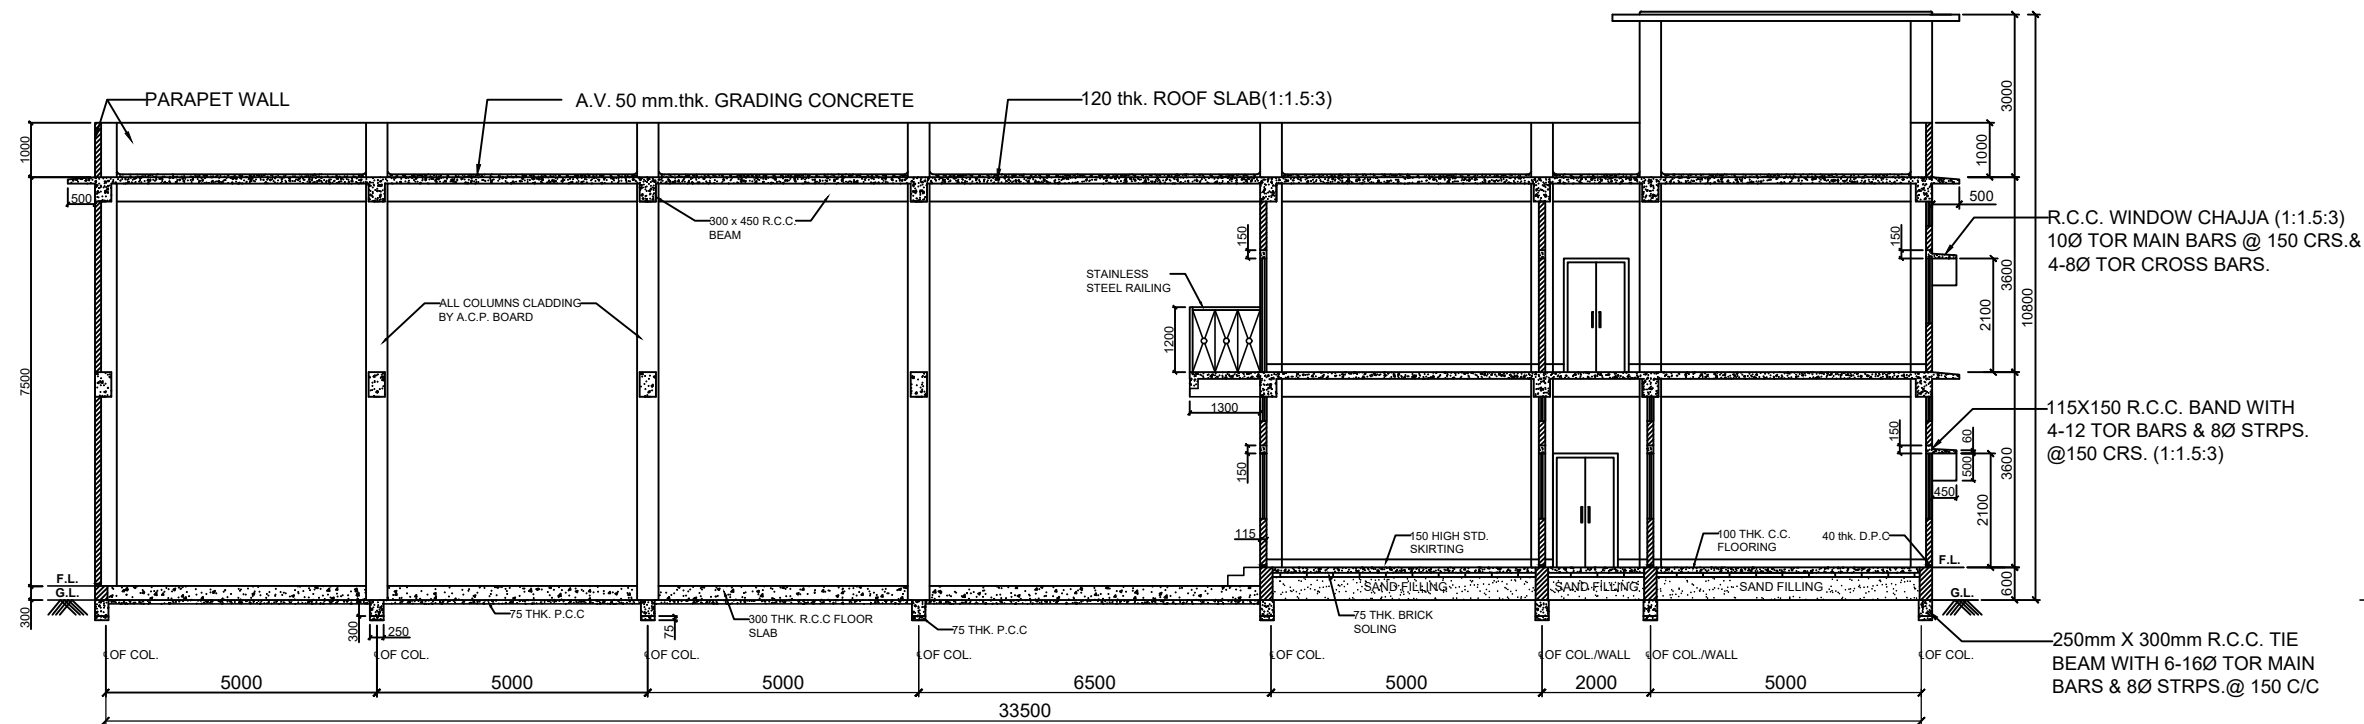 PARAPET WALL
A.V. 50 mm.thk. GRADING CONCRETE
120 thk. ROOF SLAB(1:1.5:3)
3000
1000
1000
500
500
300 x 450 R.C.C.
BEAM
150
150
R.C.C. WINDOW CHAJJA (1:1.5:3)
10Ø TOR MAIN BARS @ 150 CRS.&
4-8Ø TOR CROSS BARS.
STAINLESS
STEEL RAILING
3600
10800
2100
ALL COLUMNS CLADDING
BY A.C.P. BOARD
1200
7500
1300
115X150 R.C.C. BAND WITH
4-12 TOR BARS & 8Ø STRPS.
@150 CRS. (1:1.5:3)
150
60
150
500
3600
450
2100
115
150 HIGH STD.
SKIRTING
100 THK. C.C.
FLOORING
40 thk. D.P.C
F.L.
F.L.
G.L.
SAND FILLING
SAND FILLING
SAND FILLING
600
G.L.
300
75 THK. P.C.C
300
250
75
300 THK. R.C.C FLOOR
SLAB
75 THK. P.C.C
75 THK. BRICK
SOLING
250mm X 300mm R.C.C. TIE
BEAM WITH 6-16Ø TOR MAIN
BARS & 8Ø STRPS.@ 150 C/C
℄OF COL.
℄OF COL.
℄OF COL.
℄OF COL.
℄OF COL.
℄OF COL./WALL
℄OF COL./WALL
℄OF COL.
5000
5000
5000
6500
5000
2000
5000
33500